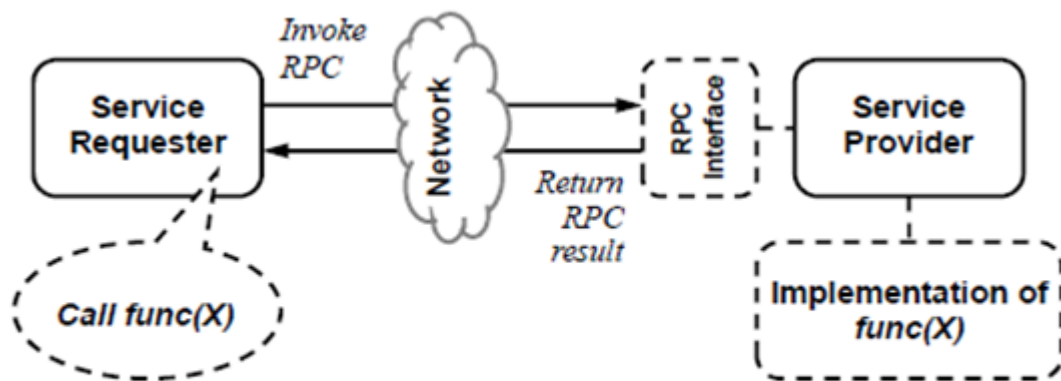 Invoke
RPC
Service
Requester
Network
RPC
Interface
Service
Provider
Return
RPC
result
Call func(X)
Implementation of
func(X)